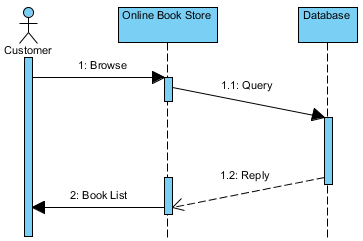 Online Book Store
Database
Customer
1: Browse
1.1: Query
1.2: Reply
2: Book List